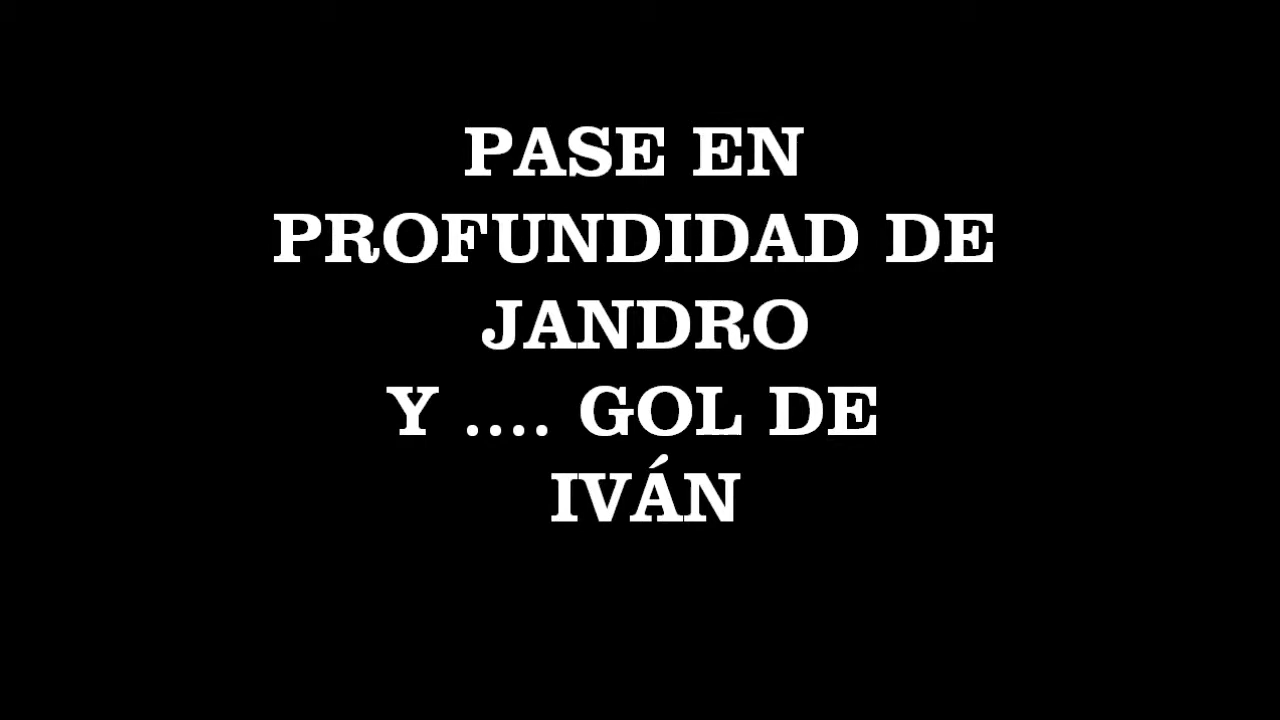 PASE EN
PROFUNDIDAD DE
JANDRO
Y .... GOL DE
IVÁN